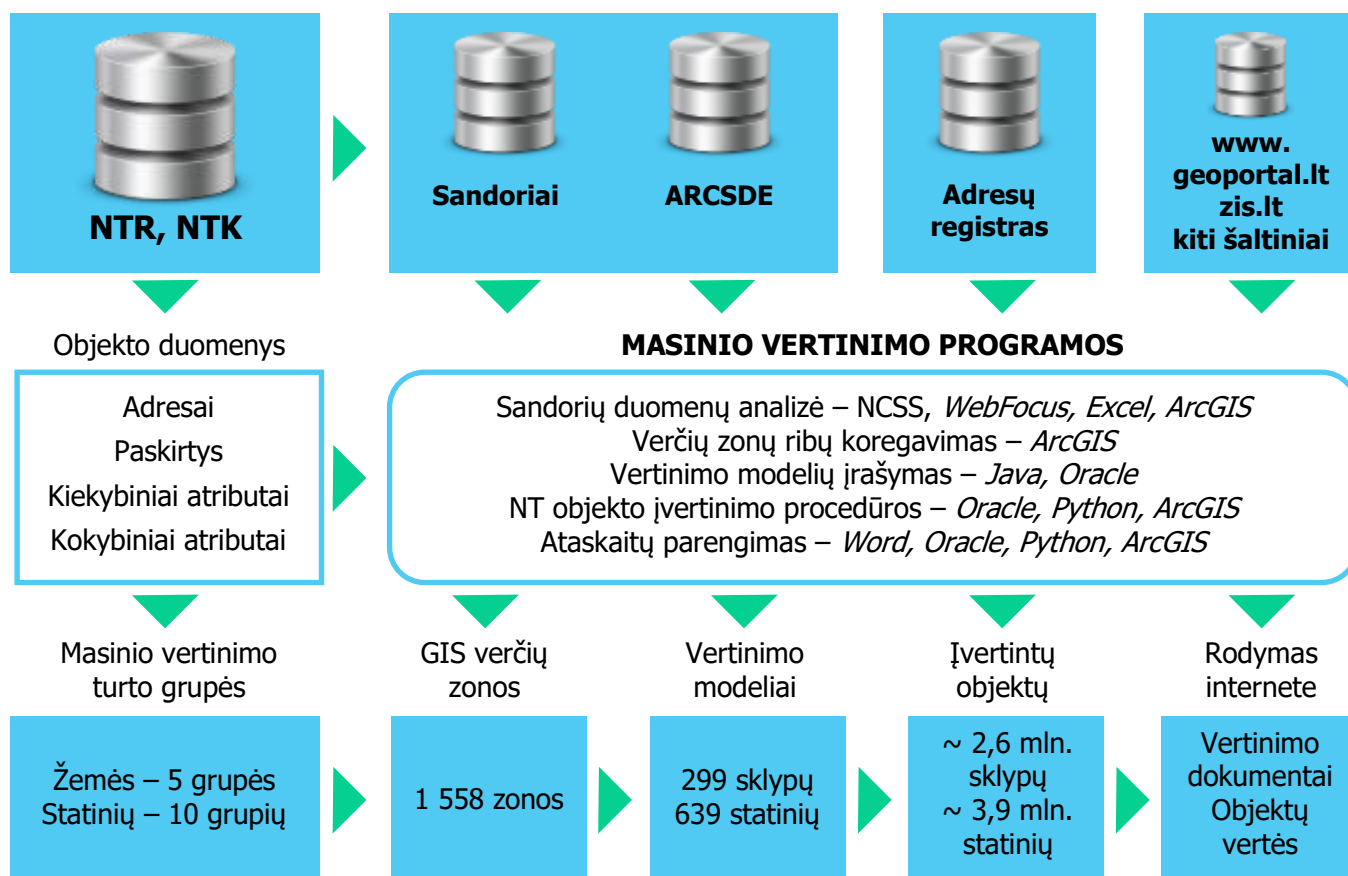 NTR, NTK
Sandoriai
ARCSDE
Adresų
registras
www.
geoportal.lt
zis.lt
kiti šaltiniai
Objekto duomenys
Adresai
Paskirtys
Kiekybiniai atributai
Kokybiniai atributai
MASINIO VERTINIMO PROGRAMOS
Sandorių duomenų analizė – NCSS, WebFocus, Excel, ArcGIS
Verčių zonų ribų koregavimas – ArcGIS
Vertinimo modelių įrašymas – Java, Oracle
NT objekto įvertinimo procedūros – Oracle, Python, ArcGIS
Ataskaitų parengimas – Word, Oracle, Python, ArcGIS
Masinio vertinimo
turto grupės
GIS verčių
zonos
Vertinimo
modeliai
Įvertintų
objektų
Rodymas
internete
Žemės – 5 grupės
Statinių – 10 grupių
1 558 zonos
299 sklypų
639 statinių
~ 2,6 mln.
sklypų
~ 3,9 mln.
statinių
Vertinimo
dokumentai
Objektų
vertės